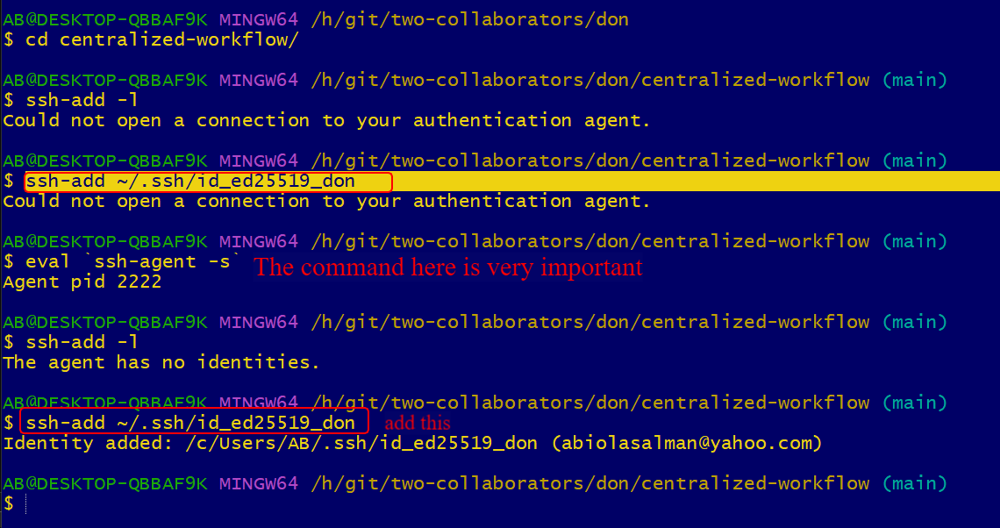 AB@DESKTOP-QBBAF9K MINGW64 /h/git/two-collaborators/don
$ cd centralized-workflow/
AB@DESKTOP-QBBAF9K MINGW64 /h/git/two-collaborators/don/centralized-workflow (main)
$ ssh-add -l
Could not open a connection to your authentication agent.
AB@DESKTOP-QBBAF9K MINGW64 /h/git/two-collaborators/don/centralized-workflow (main)
$ ssh-add ~/.ssh/id_ed25519_don
Could not open a connection to your authentication agent.
AB@DESKTOP-QBBAF9K MINGW64 /h/git/two-collaborators/don/centralized-workflow (main)
$ eval `ssh-agent -s` The command here is very important
Agent pid 2222
AB@DESKTOP-QBBAF9K MINGW64 /h/git/two-collaborators/don/centralized-workflow (main)
$ ssh-add -l
The agent has no identities.
AB@DESKTOP-QBBAF9K MINGW64 /h/git/two-collaborators/don/centralized-workflow (main)
$ ssh-add ~/.ssh/id_ed25519_don add this
Identity added: /c/Users/AB/.ssh/id_ed25519_don (abiolasalman@yahoo.com)
AB@DESKTOP-QBBAF9K MINGW64 /h/git/two-collaborators/don/centralized-workflow (main)
$